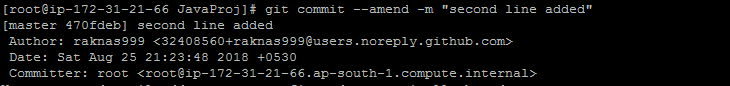 [root@ip-172-31-21-66 JavaProj]# git commit --amend -m "second line added"
[master 470fdeb] second line added
Author: raknas999 <32408560+raknas999@users.noreply.github.com>
Date: Sat Aug 25 21:23:48 2018 +0530
Committer: root <root@ip-172-31-21-66.ap-south-1.compute.internal>